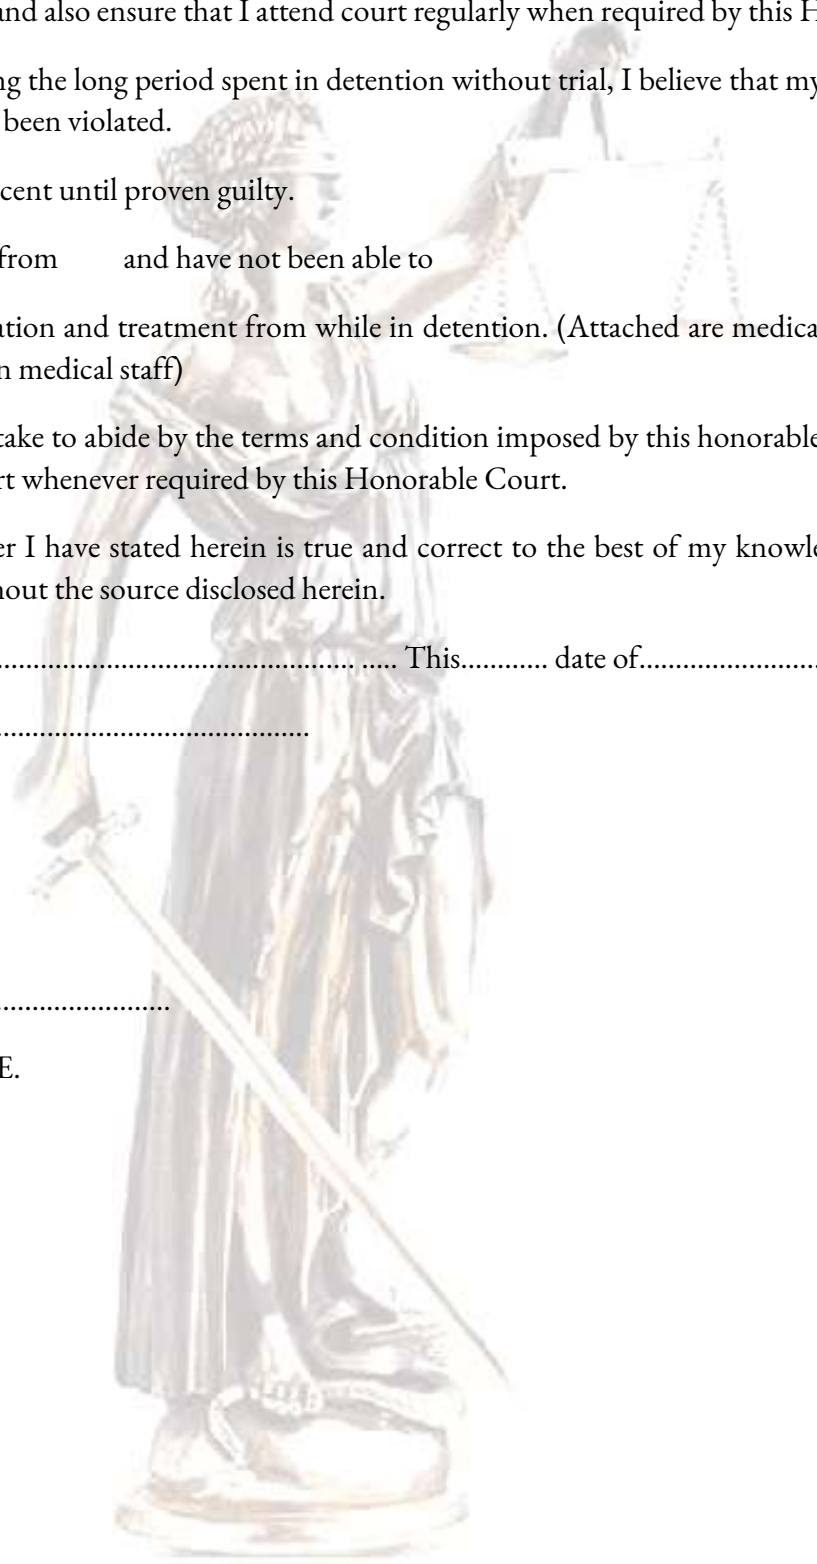 and also ensure that I attend court regularly when required by this H
ng the long period spent in detention without trial, I believe that my
been violated.
cent until proven guilty.
from and have not been able to
ation and treatment from while in detention. (Attached are medica
n medical staff)
take to abide by the terms and condition imposed by this honorable
rt whenever required by this Honorable Court.
er I have stated herein is true and correct to the best of my knowle
hout the source disclosed herein.
................................................... ..... This............ date of..........................
............................................
.........................
E.